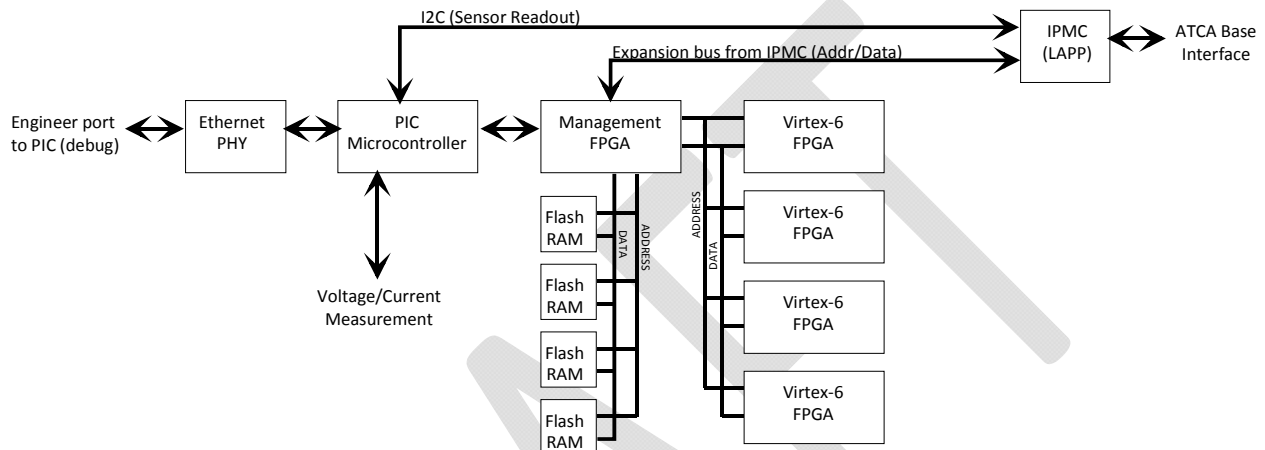 I2C (Sensor Readout)
IPMC
(LAPP)
ATCA Base
Interface
Expansion bus from IPMC (Addr/Data)
Engineer port
to PIC (debug)
Ethernet
PHY
PIC
Microcontroller
Management
FPGA
Virtex-6
FPGA
Flash
RAM
DATA
ADDRESS
ADDRESS
DATA
Virtex-6
FPGA
Flash
RAM
Voltage/Current
Measurement
Virtex-6
FPGA
Flash
RAM
Virtex-6
FPGA
Flash
RAM